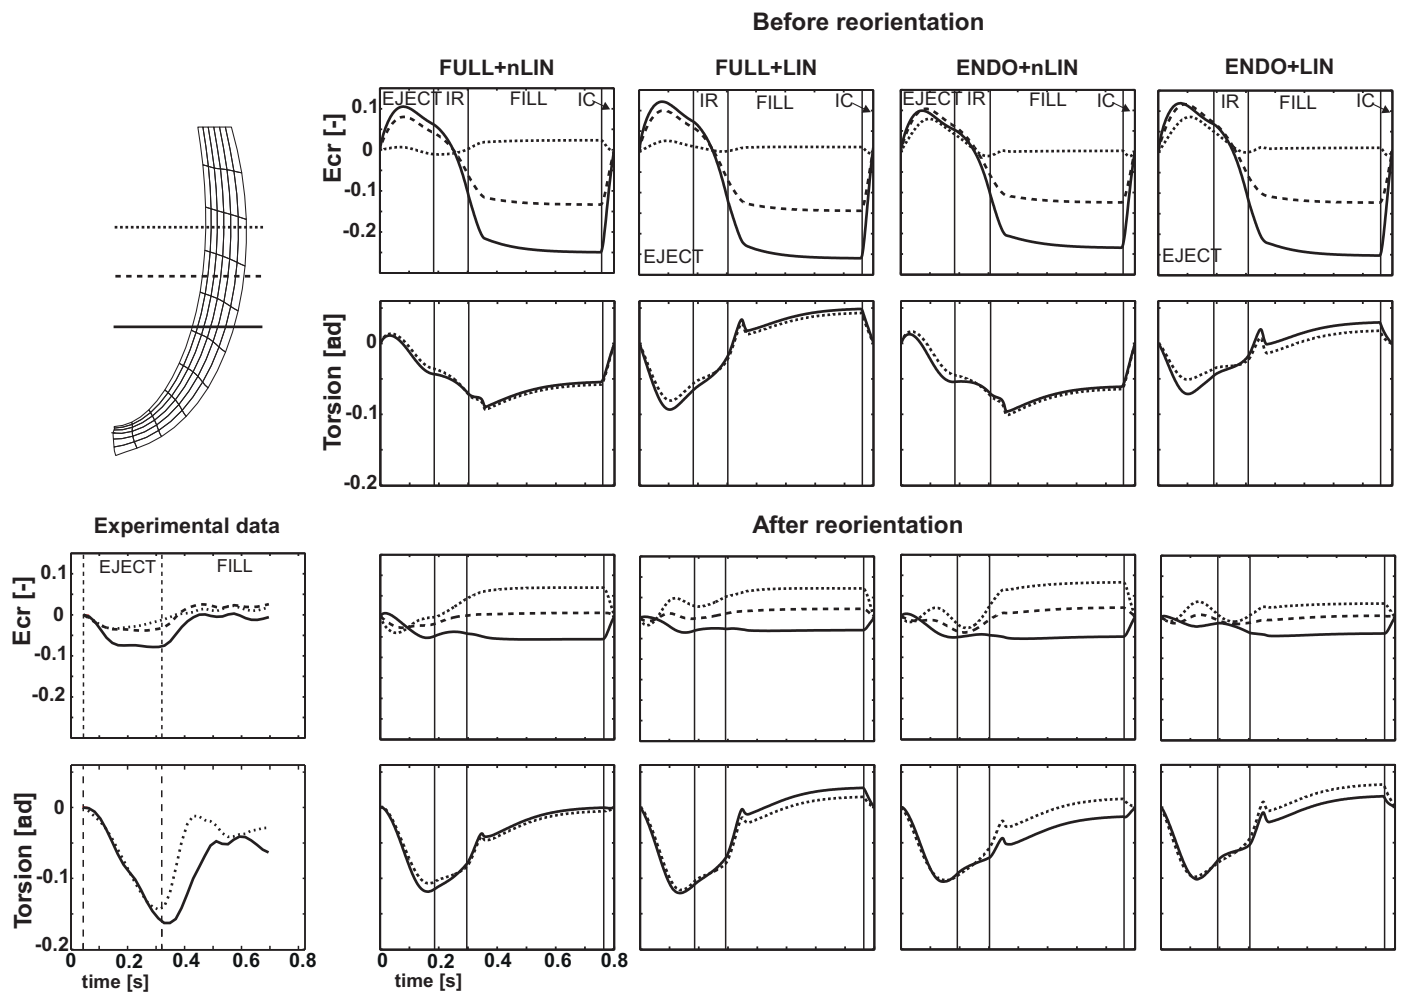 Before reorientation
FULL+nLIN FULL+LIN ENDO+nLIN ENDO+LIN
Ecr [-]
0.1
0
-0.1
-0.2
EJECT IR FILL IC
IR FILL IC
EJECT
EJECT IR FILL IC
IR FILL IC
EJECT
Torsion [ad]
0
-0.1
-0.2
Experimental data
After reorientation
Ecr [-]
0.1
0
-0.1
-0.2
EJECT FILL
Torsion [ad]
0
-0.1
-0.2
0 0.2 0.4 0.6 0.8
time [s]
0 0.2 0.4 0.6 0.8
time [s]